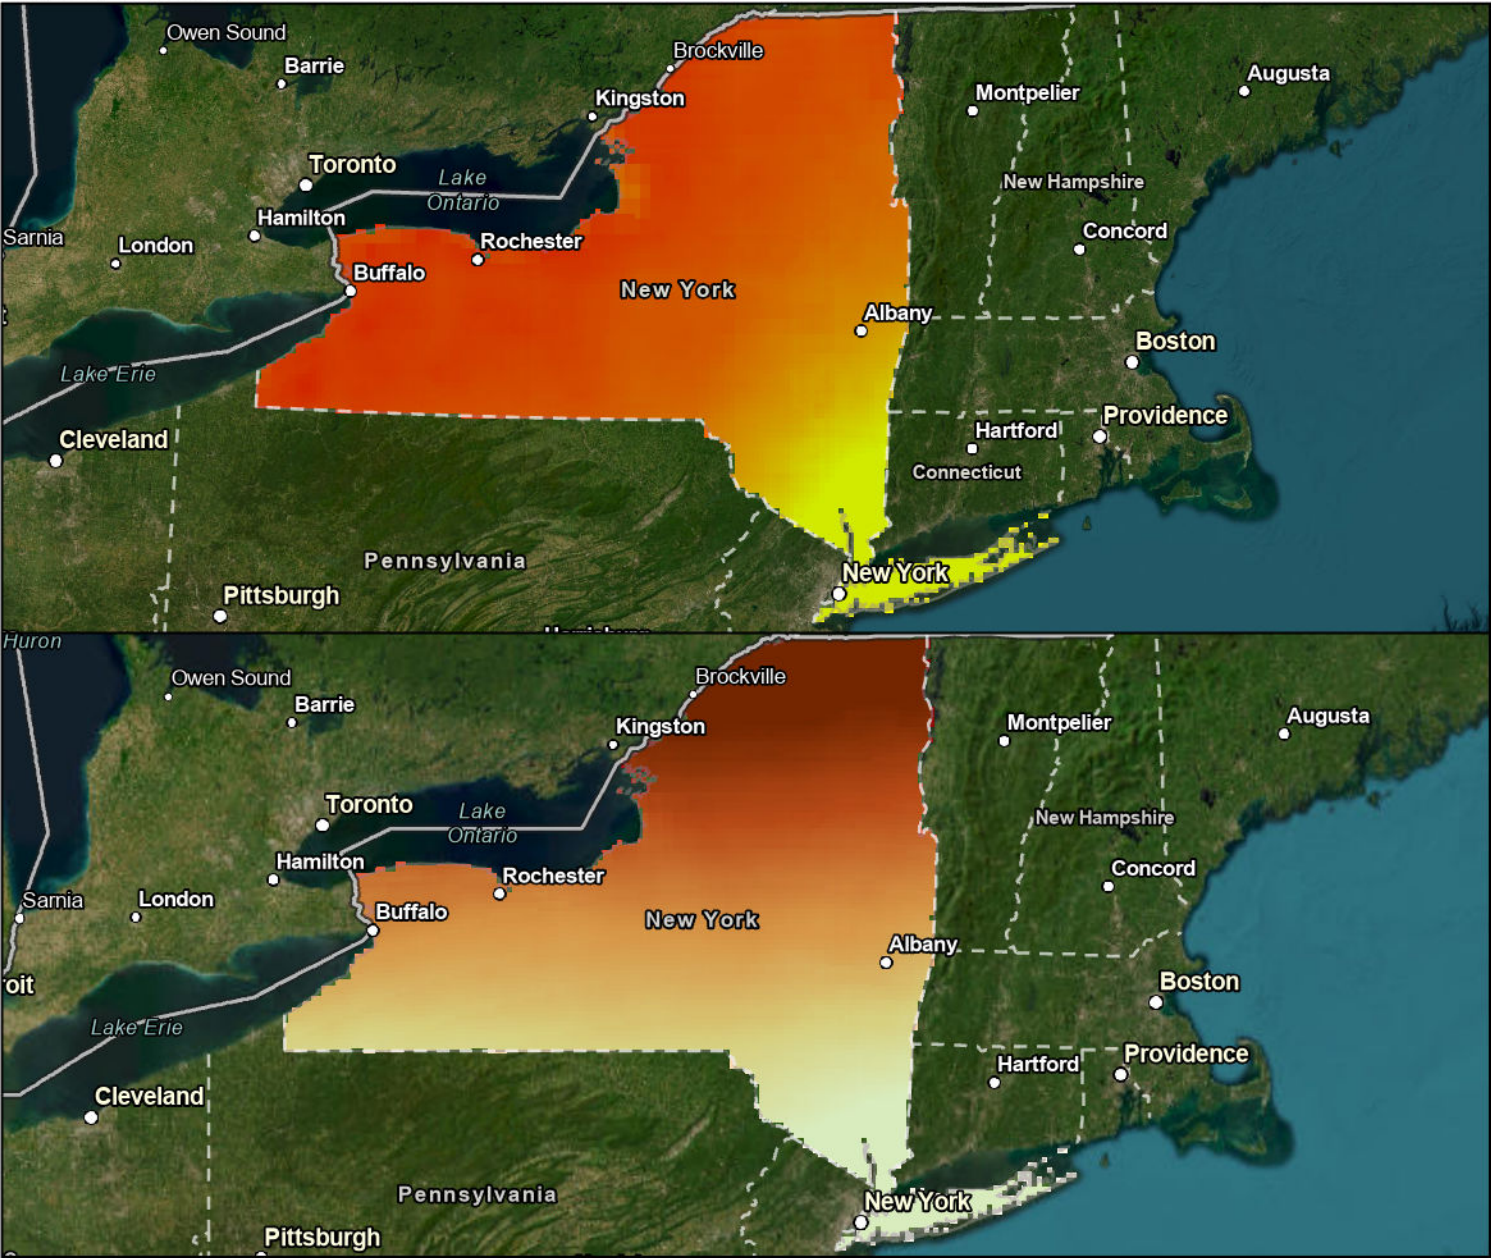 Owen Sound
Barrie
Brockville
Kingston
Augusta
Montpelier
Toronto
Lake
Ontario
New Hampshire
Hamilton
Sarnia
London
Rochester
Concord
Buffalo
New York
Albany
Boston
Lake Erie
Providence
Cleveland
Hartford
Connecticut
Pennsylvania
New York
Pittsburgh
Huron
Owen Sound
Brockville
Barrie
Kingston
Montpelier
Augusta
Toronto
Lake
Ontario
New Hampshire
Hamilton
Rochester
Concord
Sarnia
London
Buffalo
New York
Albany
roit
Boston
Lake Erie
Providence
Hartford
Cleveland
Pennsylvania
New York
Pittsburgh